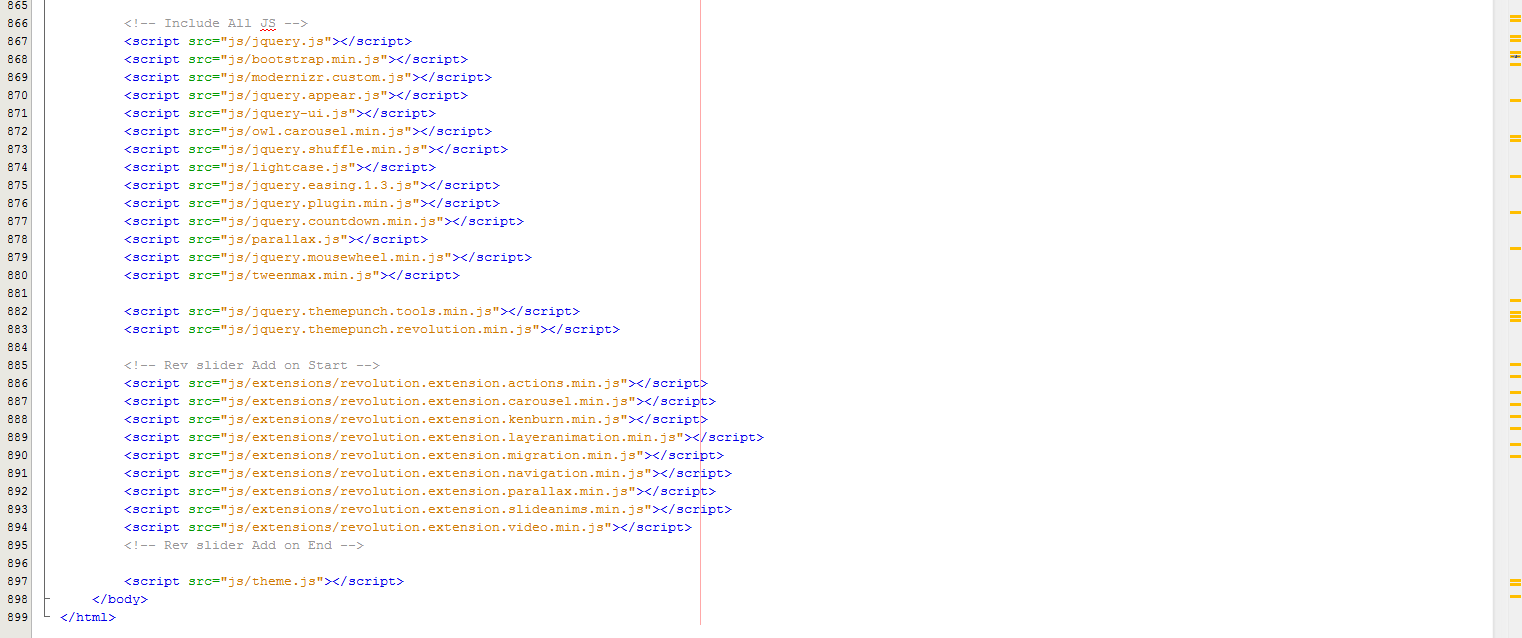 865
866 <!-- Include All JS -->
867 <script src="js/jquery.js"></script>
868 <script src="js/bootstrap.min.js"></script>
869 <script src="js/modernizr.custom.js"></script>
870 <script src="js/jquery.appear.js"></script>
871 <script src="js/jquery-ui.js"></script>
872 <script src="js/owl.carousel.min.js"></script>
873 <script src="js/jquery.shuffle.min.js"></script>
874 <script src="js/lightcase.js"></script>
875 <script src="js/jquery.easing.1.3.js"></script>
876 <script src="js/jquery.plugin.min.js"></script>
877 <script src="js/jquery.countdown.min.js"></script>
878 <script src="js/parallax.js"></script>
879 <script src="js/jquery.mousewheel.min.js"></script>
880 <script src="js/tweenmax.min.js"></script>
881
882 <script src="js/jquery.themepunch.tools.min.js"></script>
883 <script src="js/jquery.themepunch.revolution.min.js"></script>
884
885 <!-- Rev slider Add on Start -->
886 <script src="js/extensions/revolution.extension.actions.min.js"></script>
887 <script src="js/extensions/revolution.extension.carousel.min.js"></script>
888 <script src="js/extensions/revolution.extension.kenburn.min.js"></script>
889 <script src="js/extensions/revolution.extension.layeranimation.min.js"></script>
890 <script src="js/extensions/revolution.extension.migration.min.js"></script>
891 <script src="js/extensions/revolution.extension.navigation.min.js"></script>
892 <script src="js/extensions/revolution.extension.parallax.min.js"></script>
893 <script src="js/extensions/revolution.extension.slideanims.min.js"></script>
894 <script src="js/extensions/revolution.extension.video.min.js"></script>
895 <!-- Rev slider Add on End -->
896
897 <script src="js/theme.js"></script>
898 </body>
899 </html>